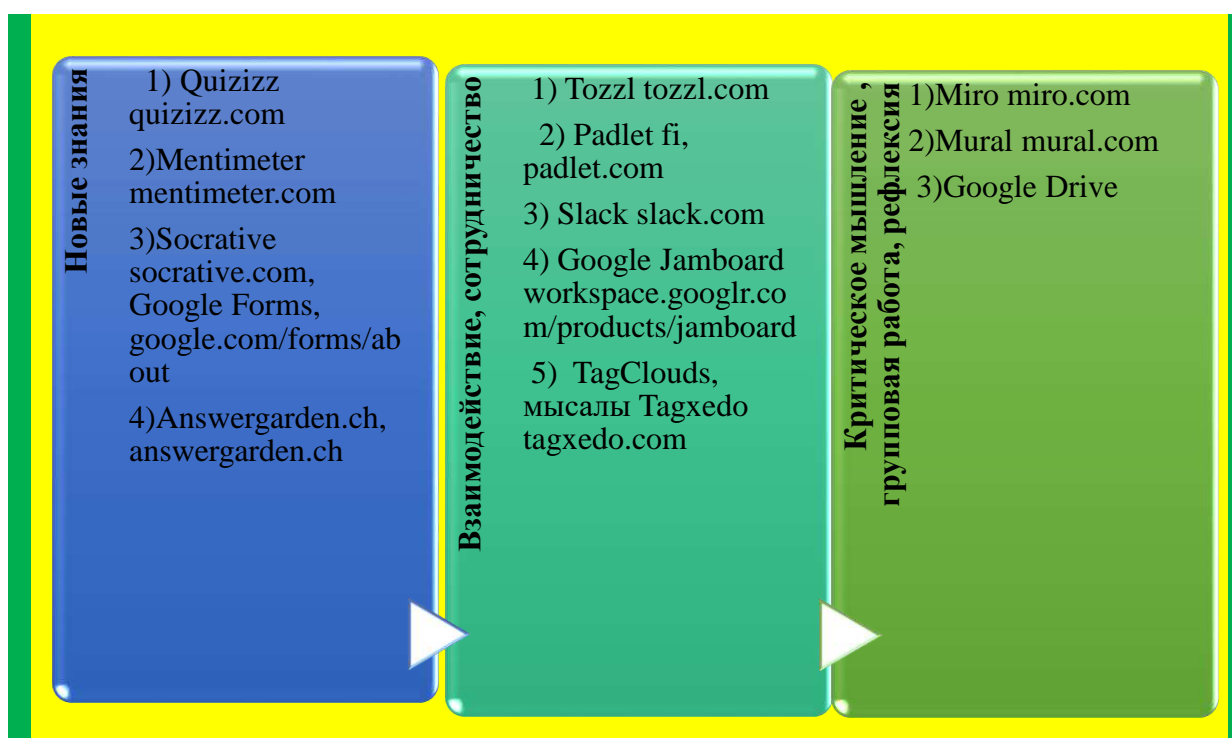 Новые знания
1) Quizizz
quizizz.com
2)Mentimeter
mentimeter.com
3)Socrative
socrative.com,
Google Forms,
google.com/forms/ab
out
4)Answergarden.ch,
answergarden.ch
Взаимодействие, сотрудничество
1) Tozzl tozzl.com
2) Padlet fi,
padlet.com
3) Slack slack.com
4) Google Jamboard
workspace.googlr.co
m/products/jamboard
5) TagClouds,
мысалы Tagxedo
tagxedo.com
Критическое мышление ,
групповая работа, рефлексия
1)Miro miro.com
2)Mural mural.com
3)Google Drive